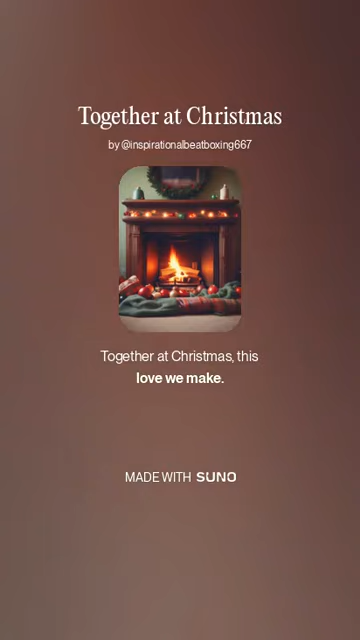 Together at Christmas
by @inspirationalbeatboxing667
Together at Christmas, this
love we make.
MADE WITH SUNO